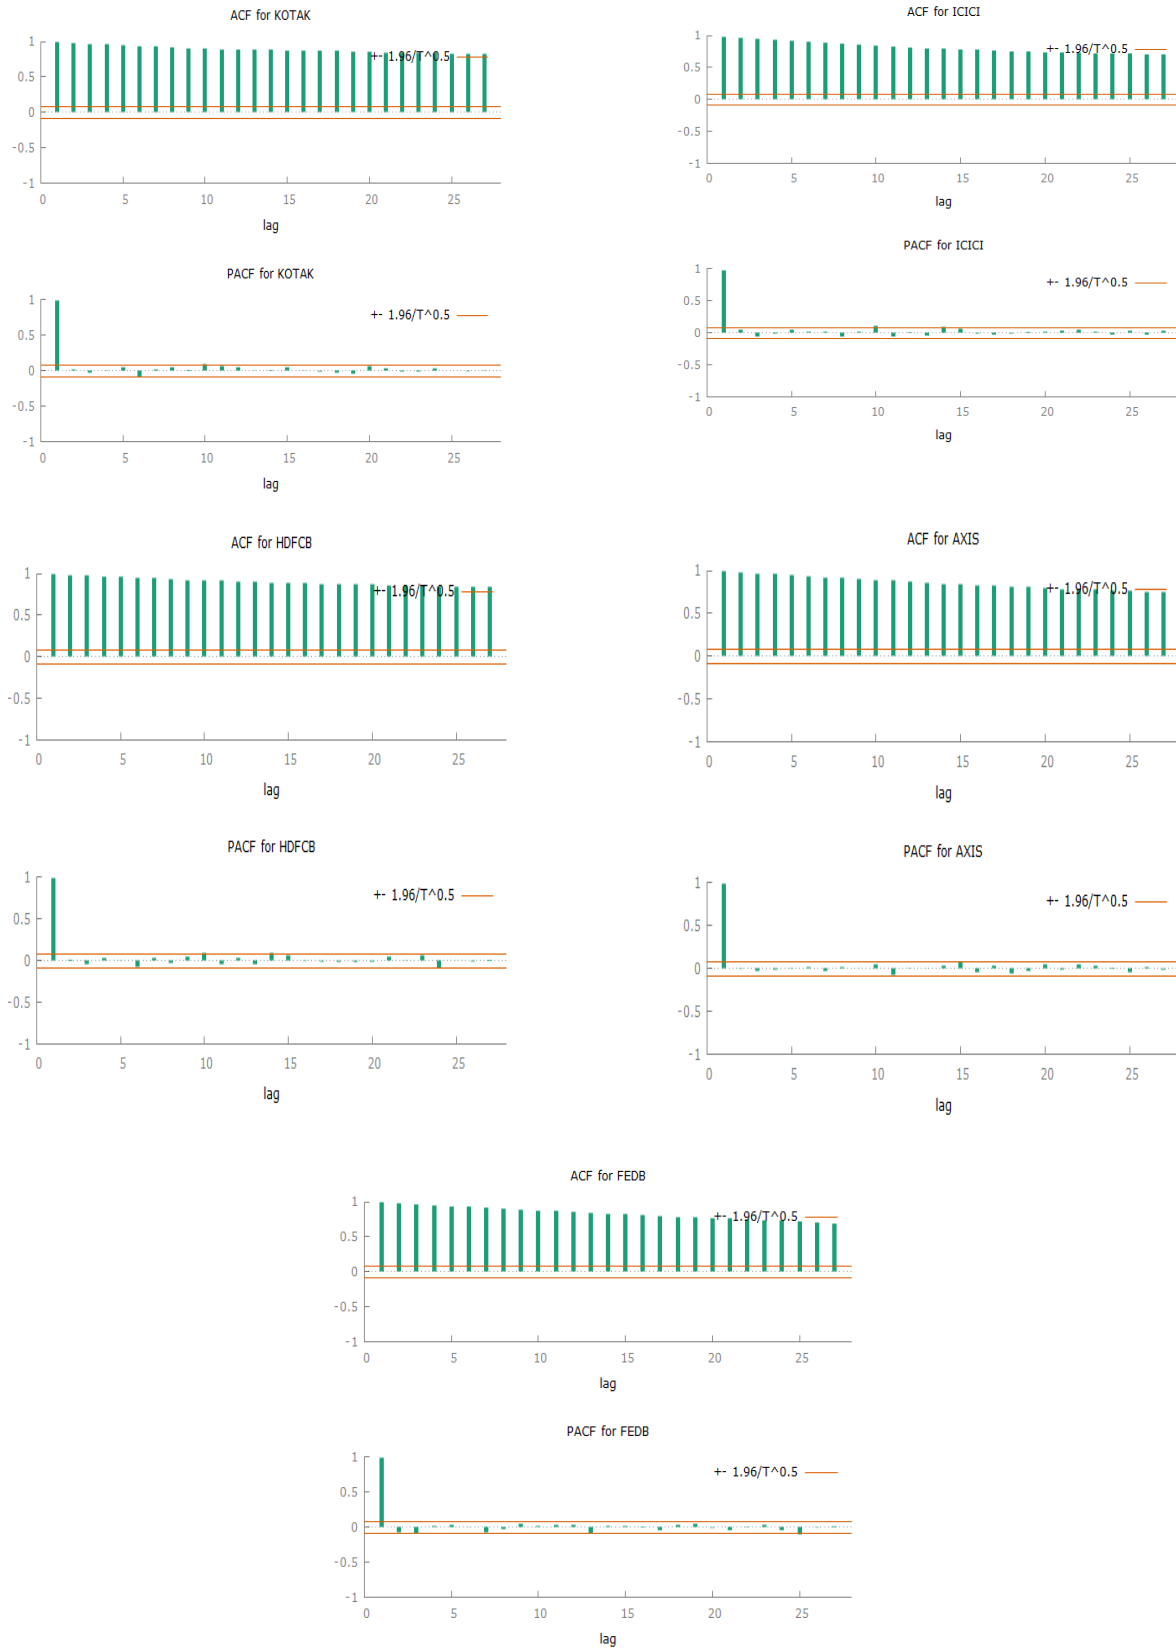 ACF for KOTAK
1
0.5
0
-0.5
-1
+- 1.96/T^0.5
0 5 10 15 20 25
lag
PACF for KOTAK
1
0.5
0
-0.5
-1
+- 1.96/T^0.5
0 5 10 15 20 25
lag
ACF for ICICI
1
0.5
0
-0.5
-1
+- 1.96/T^0.5
0 5 10 15 20 25
lag
PACF for ICICI
1
0.5
0
-0.5
-1
+- 1.96/T^0.5
0 5 10 15 20 25
lag
ACF for HDFCB
1
0.5
0
-0.5
-1
+- 1.96/T^0.5
0 5 10 15 20 25
lag
PACF for HDFCB
1
0.5
0
-0.5
-1
+- 1.96/T^0.5
0 5 10 15 20 25
lag
ACF for AXIS
1
0.5
0
-0.5
-1
+- 1.96/T^0.5
0 5 10 15 20 25
lag
PACF for AXIS
1
0.5
0
-0.5
-1
+- 1.96/T^0.5
0 5 10 15 20 25
lag
ACF for FEDB
1
0.5
0
-0.5
-1
+- 1.96/T^0.5
0 5 10 15 20 25
lag
PACF for FEDB
1
0.5
0
-0.5
-1
+- 1.96/T^0.5
0 5 10 15 20 25
lag